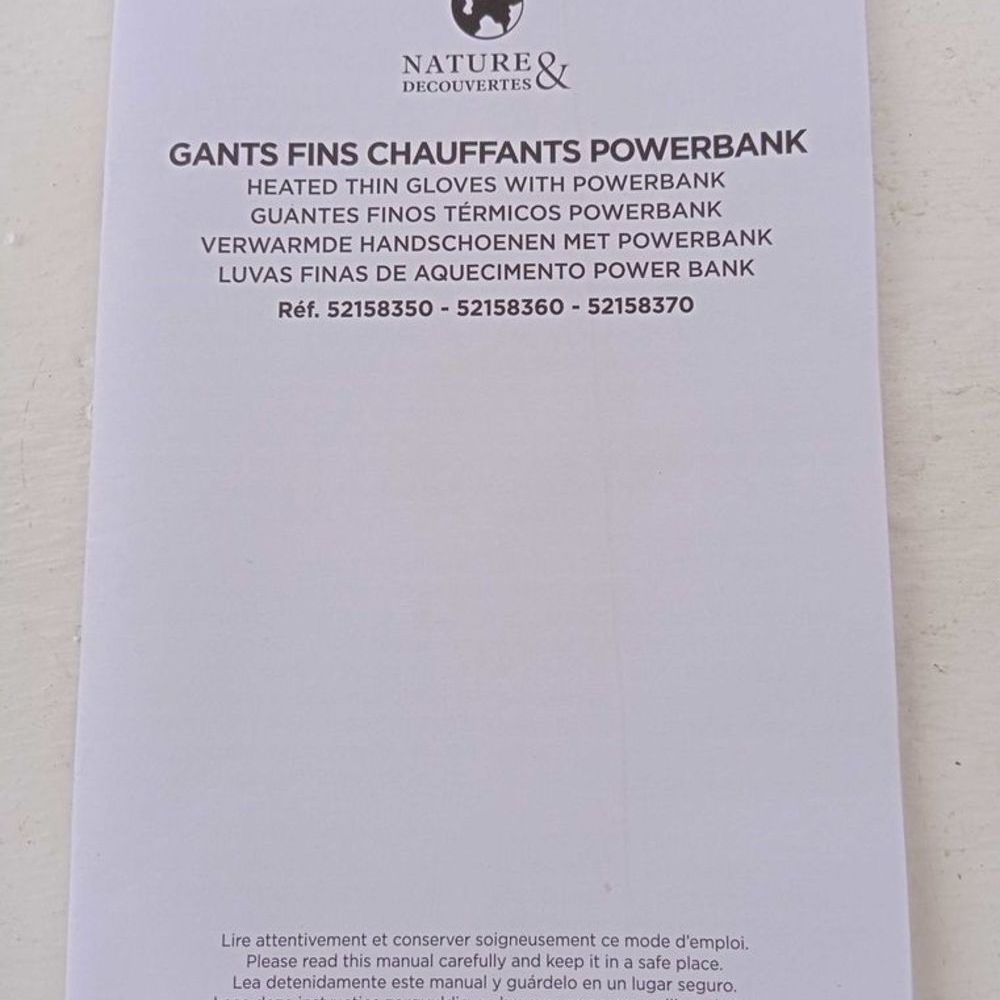 NATURE &
DECOUVERTES
GANTS FINS CHAUFFANTS POWERBANK
HEATED THIN GLOVES WITH POWERBANK
GUANTES FINOS TÉRMICOS POWERBANK
VERWARMDE HANDSCHOENEN MET POWERBANK
LUVAS FINAS DE AQUECIMENTO POWER BANK
Réf. 52158350 - 52158360 - 52158370
Lire attentivement et conserver soigneusement ce mode d'emploi.
Please read this manual carefully and keep it in a safe place.
Lea detenidamente este manual y guárdelo en un lugar seguro.